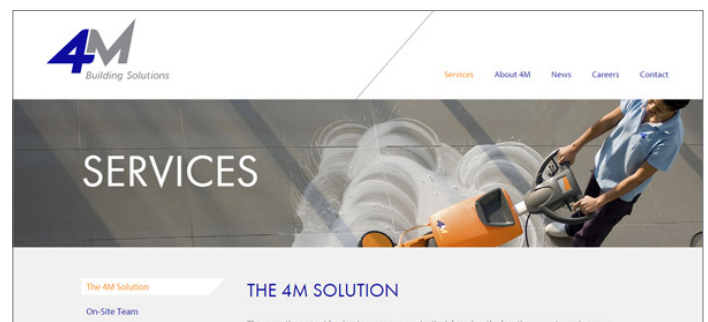 4M
Building Solutions
Services About 4M News Careers Contact
SERVICES
4M
The 4M Solution
THE 4M SOLUTION
On-Site Team